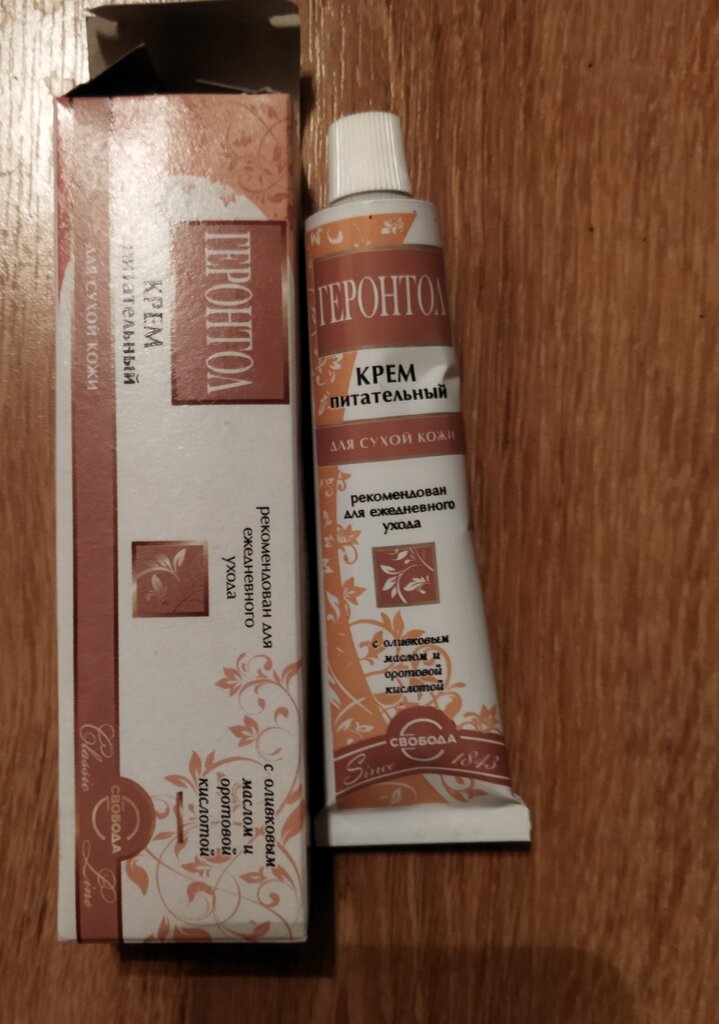 ГЕРОНТОЛ
КРЕМ
питательный
ДЛЯ СУХОЙ КОЖИ
рекомендован для
ежедневного
ухода
с оливковым
маслом и
оротовой
кислотой
Classic Line
СВОБОДА
ГЕРОНТОЛ
КРЕМ
питательный
ДЛЯ СУХОЙ КОЖИ
рекомендован
для ежедневного
ухода
с оливковым
маслом и
оротовой
кислотой
СВОБОДА
Since 1843